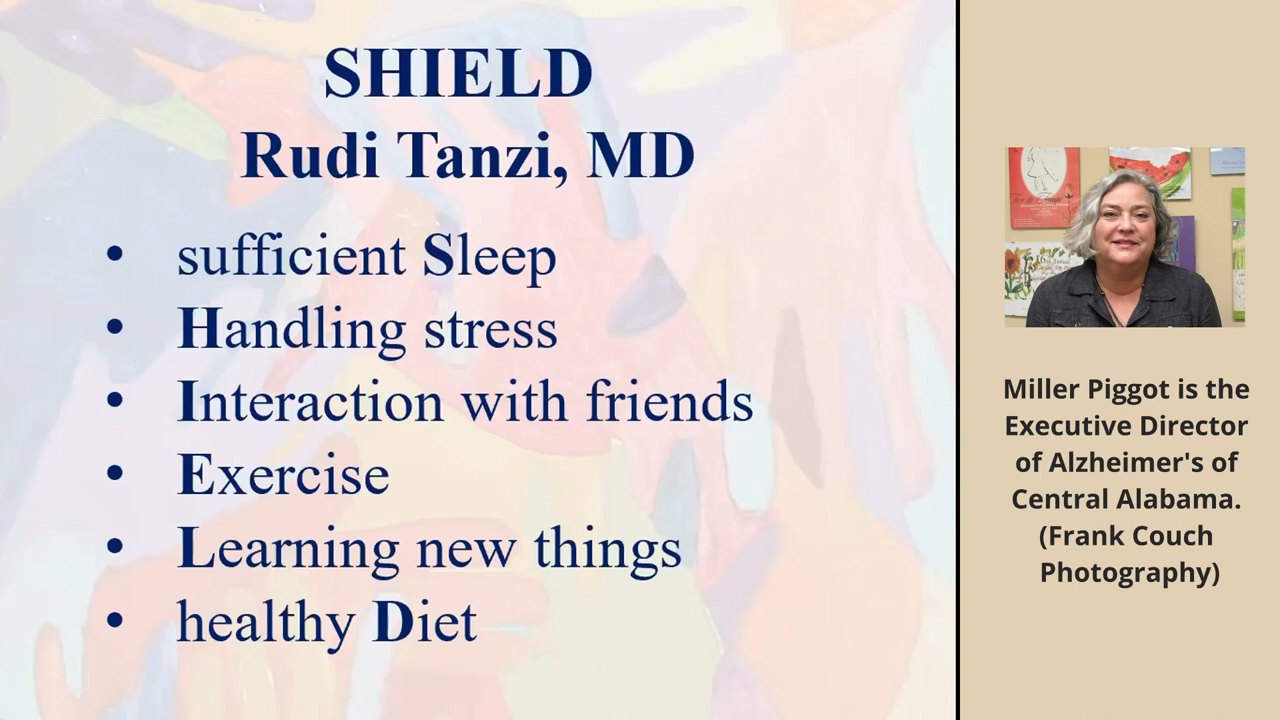 SHIELD
Rudi Tanzi, MD
• sufficient Sleep
• Handling stress
• Interaction with friends
• Exercise
• Learning new things
• healthy Diet
Miller Piggot is the
Executive Director
of Alzheimer's of
Central Alabama.
(Frank Couch
Photography)